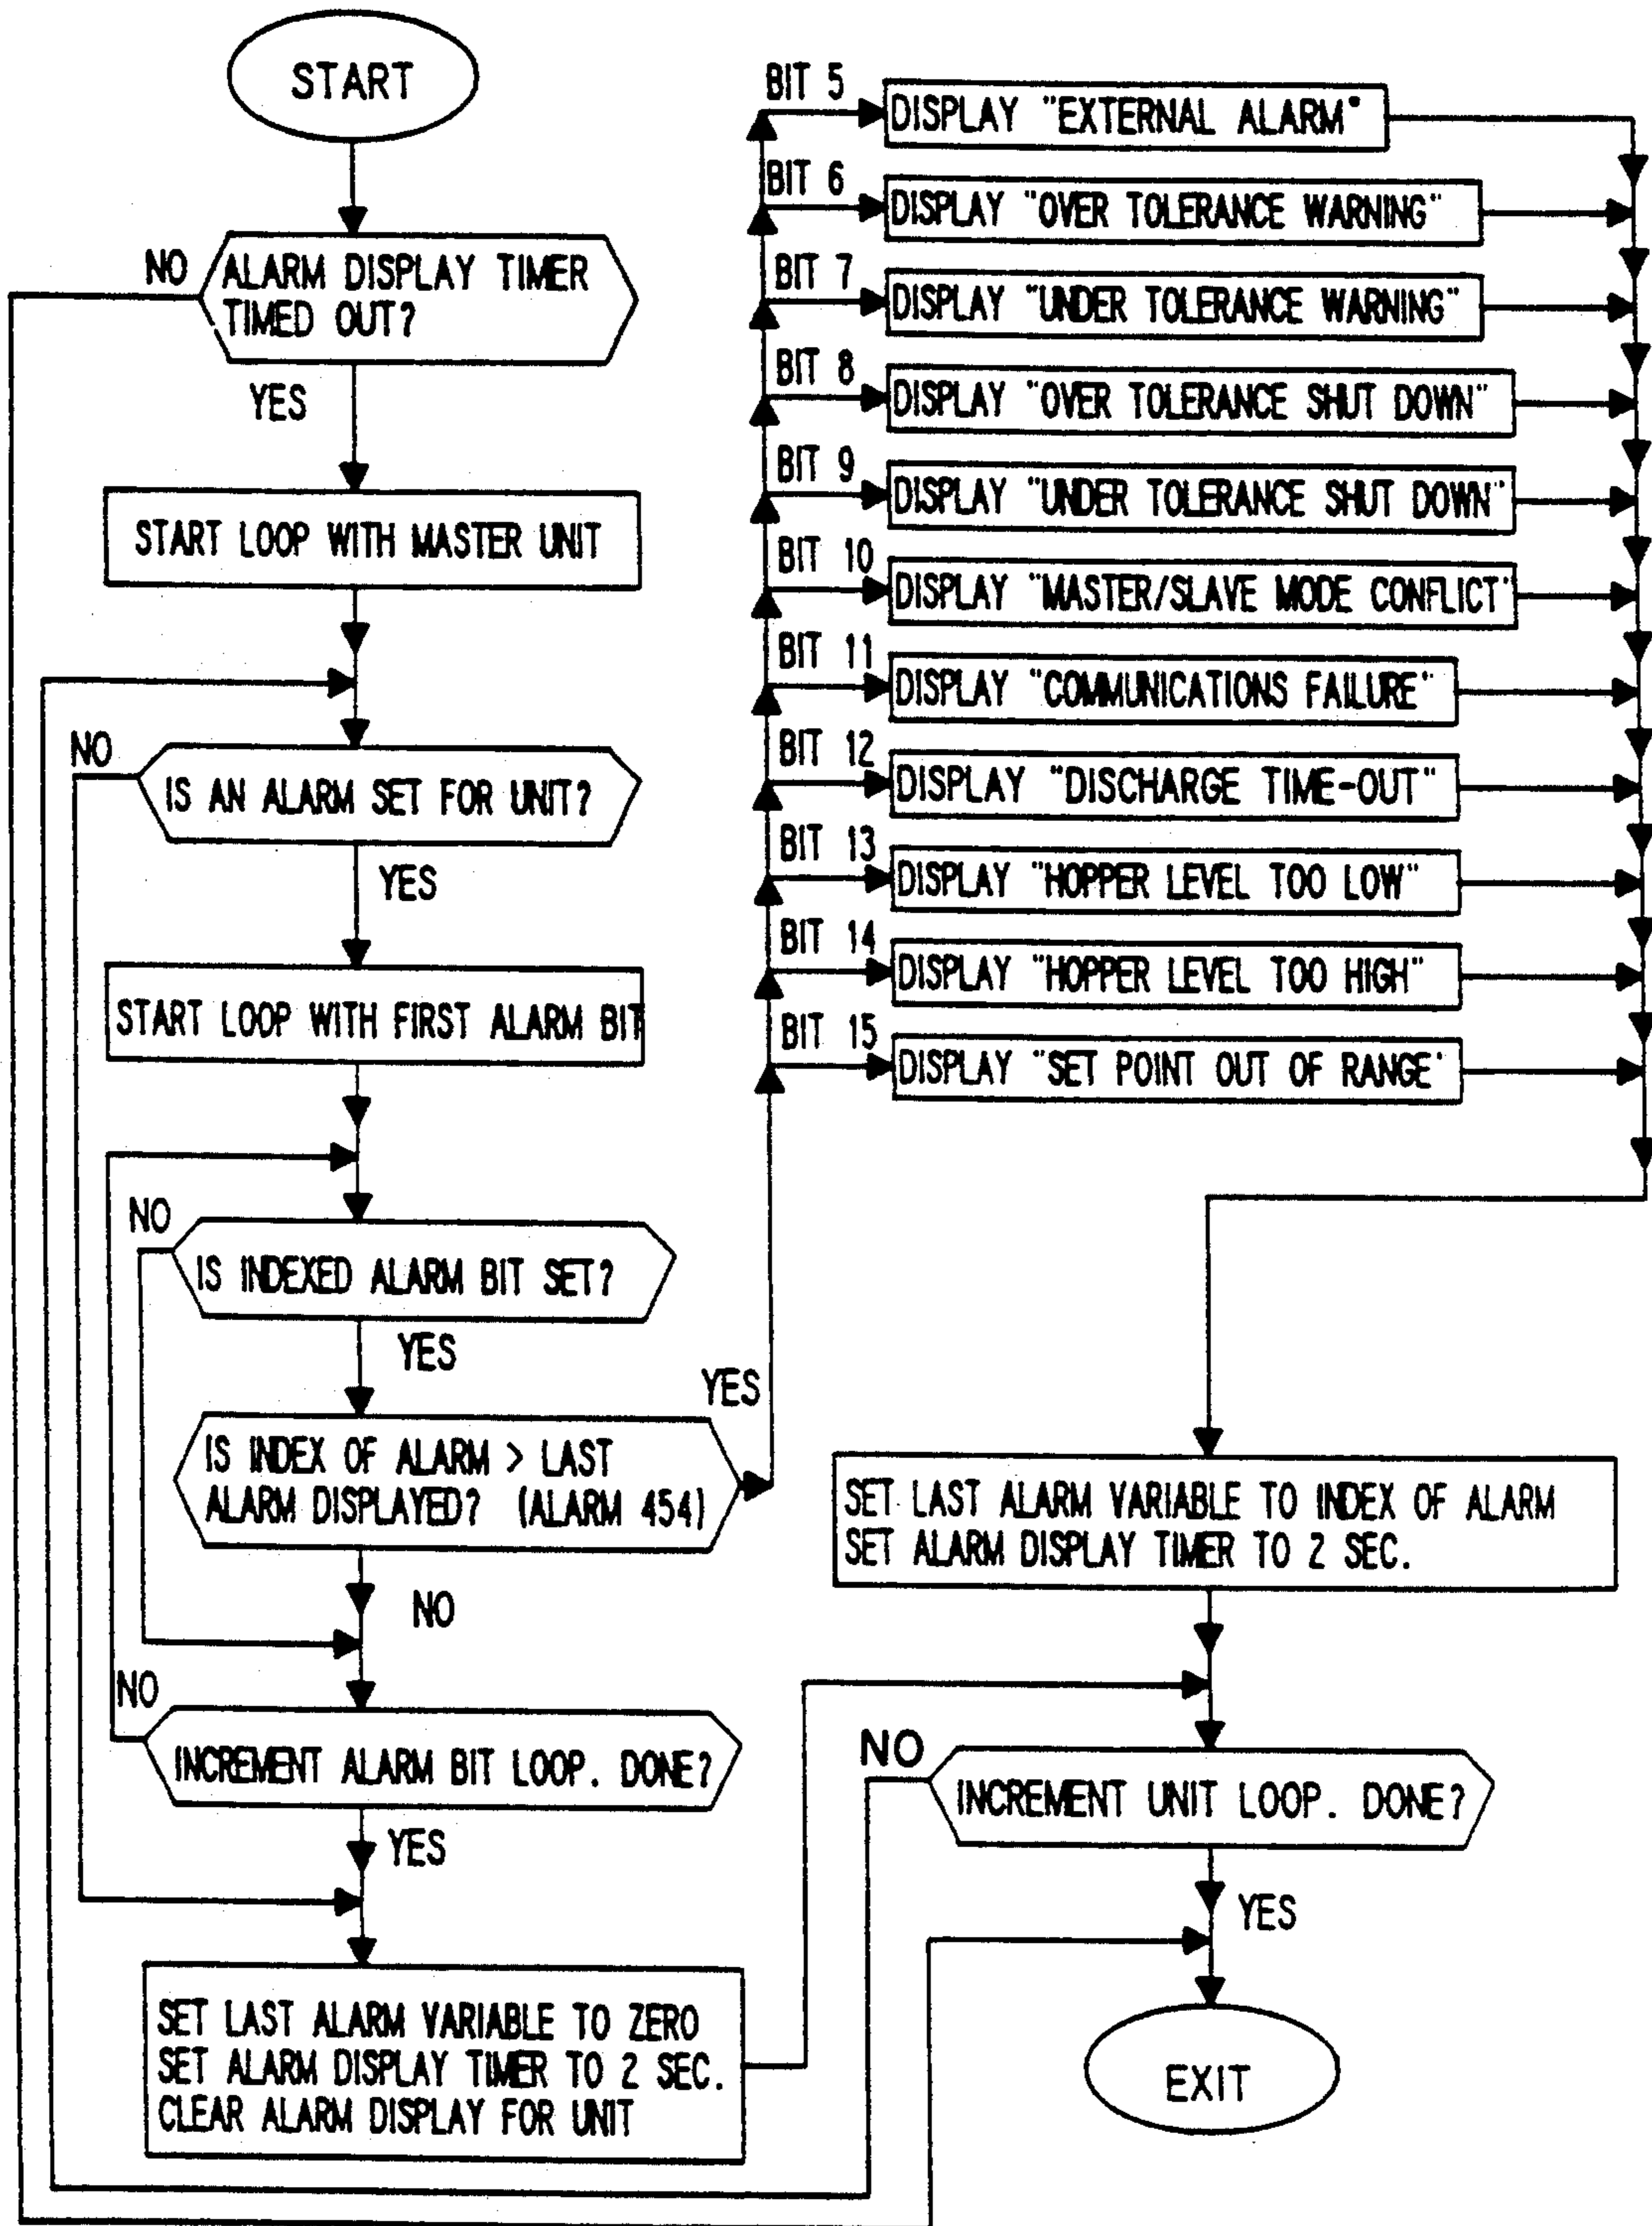 START
NO
ALARM DISPLAY TIMER
TIMED OUT?
YES
START LOOP WITH MASTER UNIT
NO
IS AN ALARM SET FOR UNIT?
YES
START LOOP WITH FIRST ALARM BIT
NO
IS INDEXED ALARM BIT SET?
YES
YES
IS INDEX OF ALARM > LAST
ALARM DISPLAYED? (ALARM 454)
NO
NO
INCREMENT ALARM BIT LOOP. DONE?
YES
SET LAST ALARM VARIABLE TO ZERO
SET ALARM DISPLAY TIMER TO 2 SEC.
CLEAR ALARM DISPLAY FOR UNIT
BIT 5
DISPLAY "EXTERNAL ALARM"
BIT 6
DISPLAY "OVER TOLERANCE WARNING"
BIT 7
DISPLAY "UNDER TOLERANCE WARNING"
BIT 8
DISPLAY "OVER TOLERANCE SHUT DOWN"
BIT 9
DISPLAY "UNDER TOLERANCE SHUT DOWN"
BIT 10
DISPLAY "MASTER/SLAVE MODE CONFLICT'
BIT 11
DISPLAY "COMMUNICATIONS FAILURE"
BIT 12
DISPLAY "DISCHARGE TIME-OUT"
BIT 13
DISPLAY "HOPPER LEVEL TOO LOW"
BIT 14
DISPLAY "HOPPER LEVEL TOO HIGH"
BIT 15
DISPLAY "SET POINT OUT OF RANGE'
SET LAST ALARM VARIABLE TO INDEX OF ALARM
SET ALARM DISPLAY TIMER TO 2 SEC.
NO
INCREMENT UNIT LOOP. DONE?
YES
EXIT